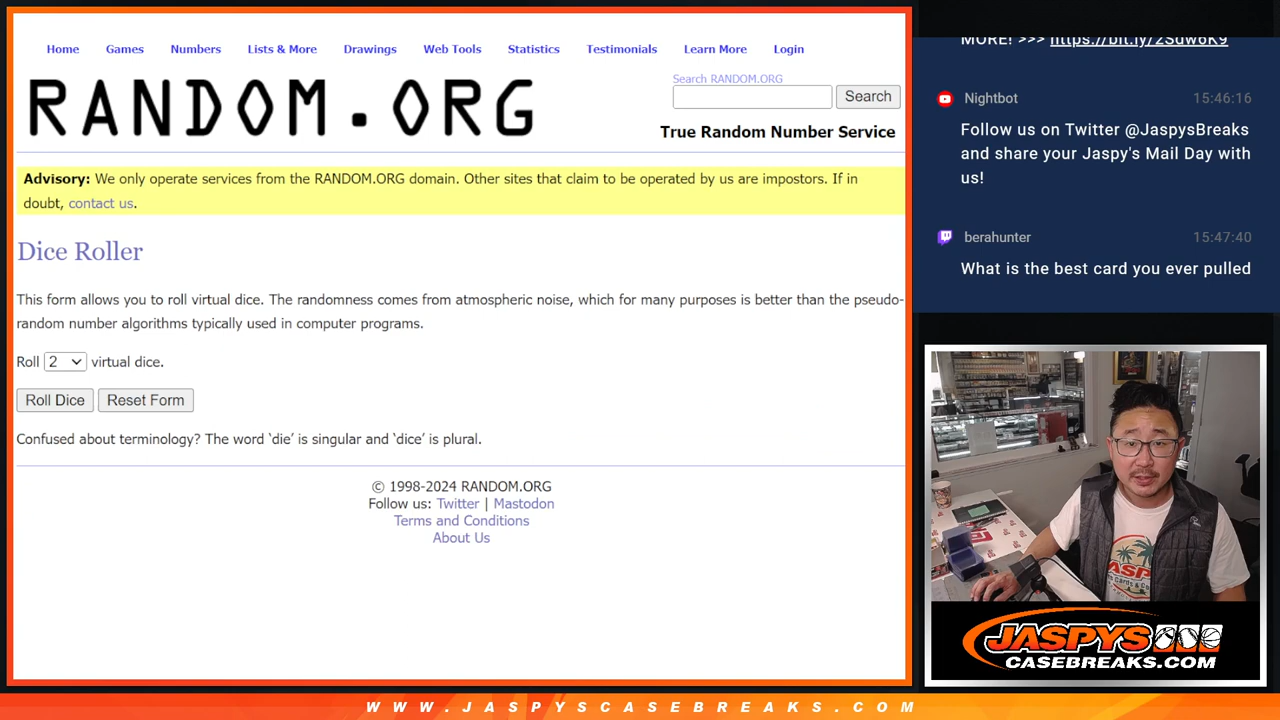 Home Games Numbers Lists & More Drawings Web Tools Statistics Testimonials Learn More Login
RANDOM.ORG
Search RANDOM.ORG
Search
True Random Number Service
Advisory: We only operate services from the RANDOM.ORG domain. Other sites that claim to be operated by us are impostors. If in
doubt, contact us.
Dice Roller
This form allows you to roll virtual dice. The randomness comes from atmospheric noise, which for many purposes is better than the pseudo-
random number algorithms typically used in computer programs.
Roll 2 virtual dice.
Roll Dice Reset Form
Confused about terminology? The word ‘die’ is singular and ‘dice’ is plural.
© 1998-2024 RANDOM.ORG
Follow us: Twitter | Mastodon
Terms and Conditions
About Us
MORE! >>> https://bit.ly/2Sdw6K9
Nightbot 15:46:16
Follow us on Twitter @JaspysBreaks
and share your Jaspy's Mail Day with
us!
berahunter 15:47:40
What is the best card you ever pulled
JASPYS
CASEBREAKS.COM
WWW.JASPYSCASEBREAKS.COM